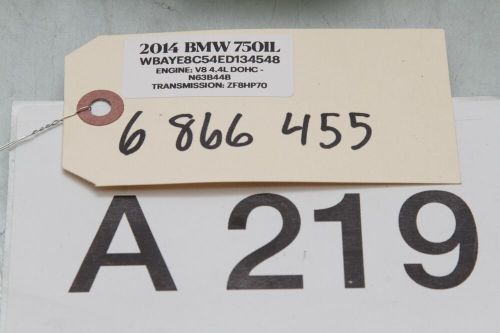 2014 BMW 750IL
WBAYE8C54ED134548
ENGINE: V8 4.4L DOHC -
N63B44B
TRANSMISSION: ZF8HP70
6 866 455
A 219